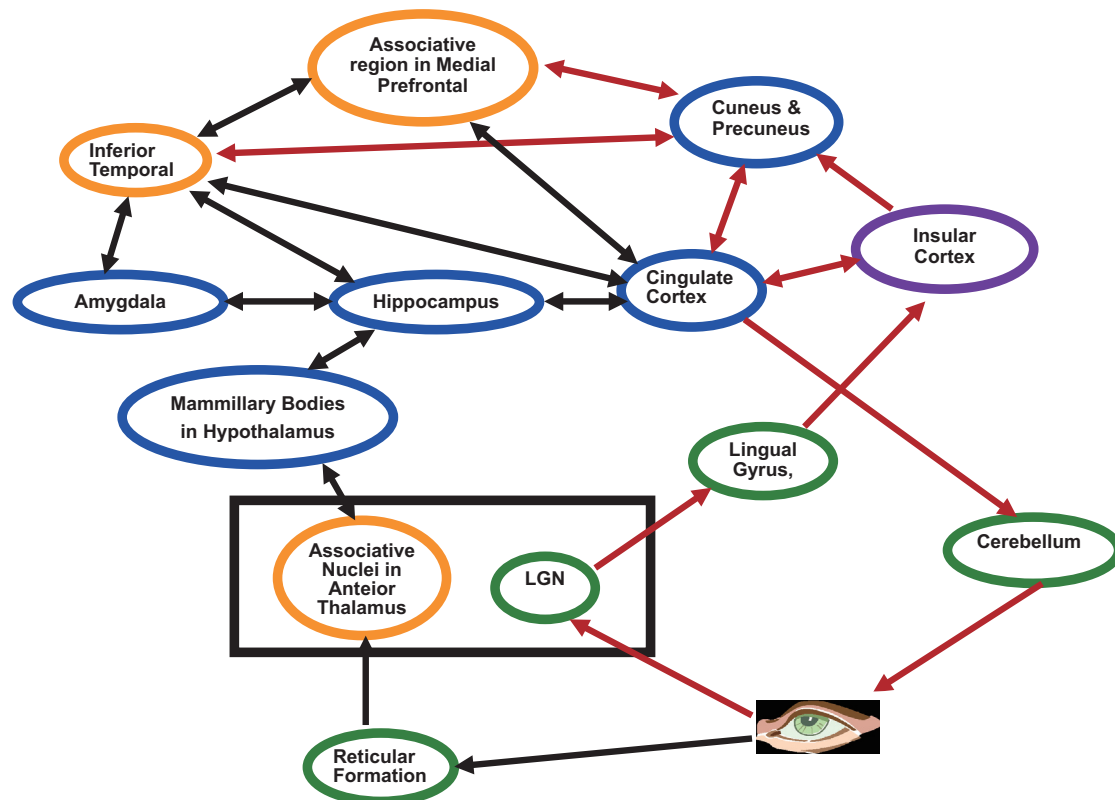 Associative
region in Medial
Prefrontal
Cuneus &
Precuneus
Inferior
Temporal
Insular
Cortex
Amygdala
Hippocampus
Cingulate
Cortex
Mammillary Bodies
in Hypothalamus
Lingual
Gyrus,
Associative
Nuclei in
Anteior
Thalamus
LGN
Cerebellum
Reticular
Formation